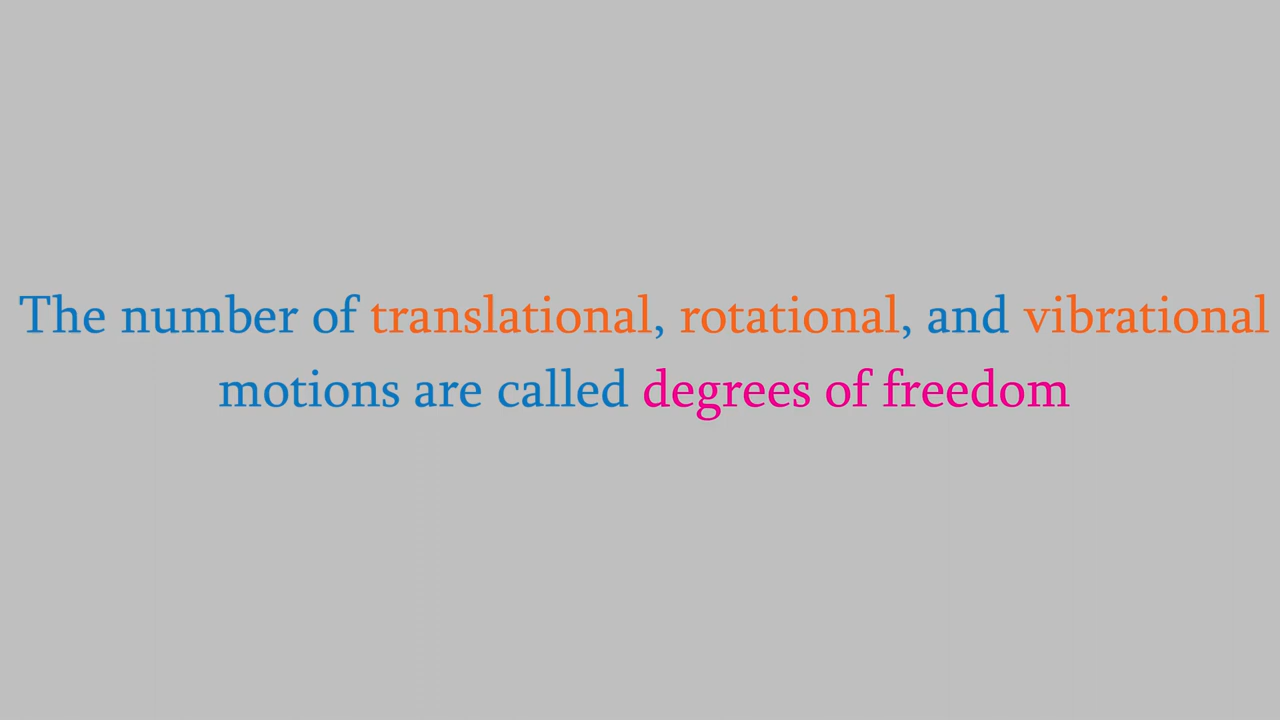 The number of translational, rotational, and vibrational
motions are called degrees of freedom